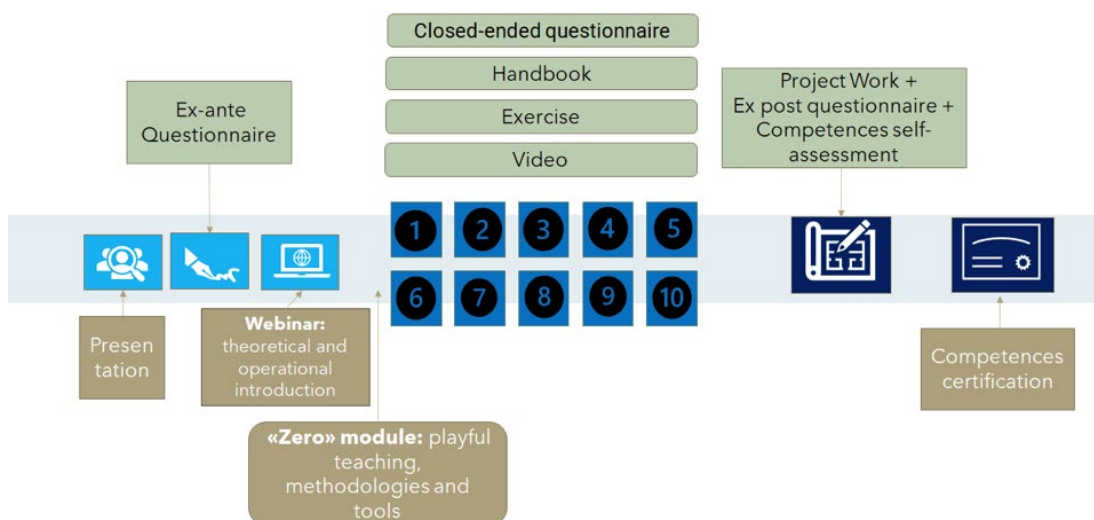 Closed-ended questionnaire
Handbook
Exercise
Video
Ex-ante
Questionnaire
Project Work +
Ex post questionnaire +
Competences self-
assessment
1
2
3
4
5
6
7
8
9
10
Presen
tation
Webinar:
theoretical and
operational
introduction
«Zero» module: playful
teaching,
methodologies and
tools
Competences
certification